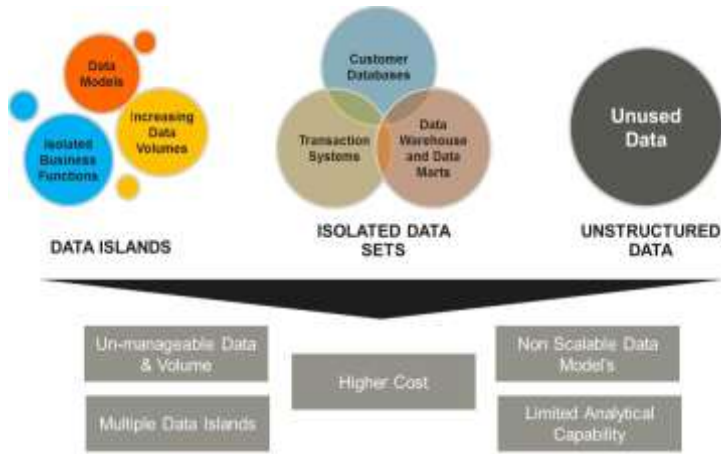 Data
Models
Increasing
Data
Volumes
Isolated
Business
Functions
DATA ISLANDS
Customer
Databases
Transaction
Systems
Data
Warehouse
and Data
Marts
ISOLATED DATA
SETS
Unused
Data
UNSTRUCTURED
DATA
Un-manageable Data
& Volume
Multiple Data Islands
Higher Cost
Non Scalable Data
Model's
Limited Analytical
Capability